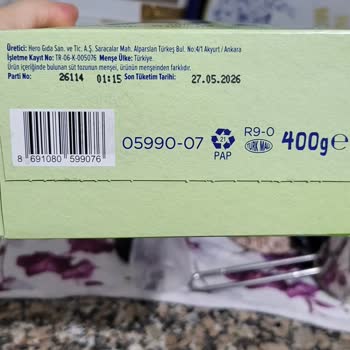 Üretici: Hero Gıda San. ve Tic. A.Ş. Saracalar Mah. Alparslan Türkeş Bul. No:4/1 Akyurt / Ankara
İşletme Kayıt No: TR-06-K-005076 Menşe Ülke: Türkiye.
Ürün içeriğinde bulunan süt tozunun menşei, ürünün menşeinden farklıdır.
Parti No: 26114 01:15 Son Tüketim Tarihi: 27.05.2026
05990-07 21 PAP R9-0 TÜRK MALI 400g℮
8 691080 599076